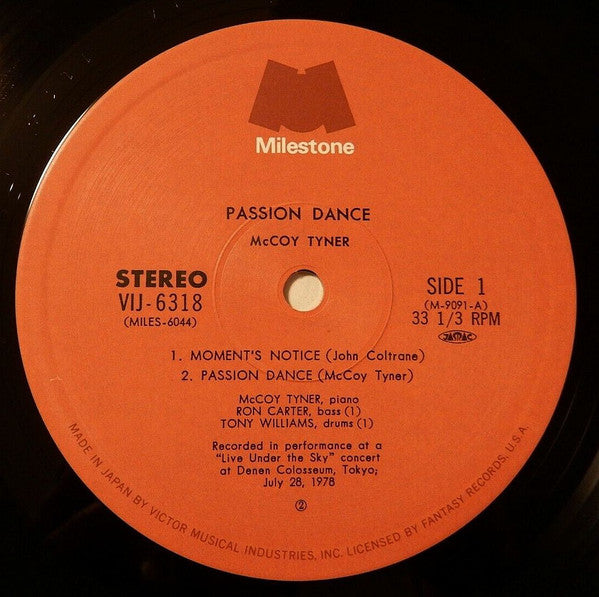 Milestone
PASSION DANCE
McCOY TYNER
STEREO
VIJ-6318
(MILES-6044)
SIDE 1
(M-9091-A)
33 1/3 RPM
JASRAC
1. MOMENT'S NOTICE (John Coltrane)
2. PASSION DANCE (McCoy Tyner)
McCOY TYNER, piano
RON CARTER, bass (1)
TONY WILLIAMS, drums (1)
Recorded in performance at a
"Live Under the Sky" concert
at Denen Colosseum, Tokyo;
July 28, 1978
②
MADE IN JAPAN BY VICTOR MUSICAL INDUSTRIES, INC. LICENSED BY FANTASY RECORDS, U.S.A.